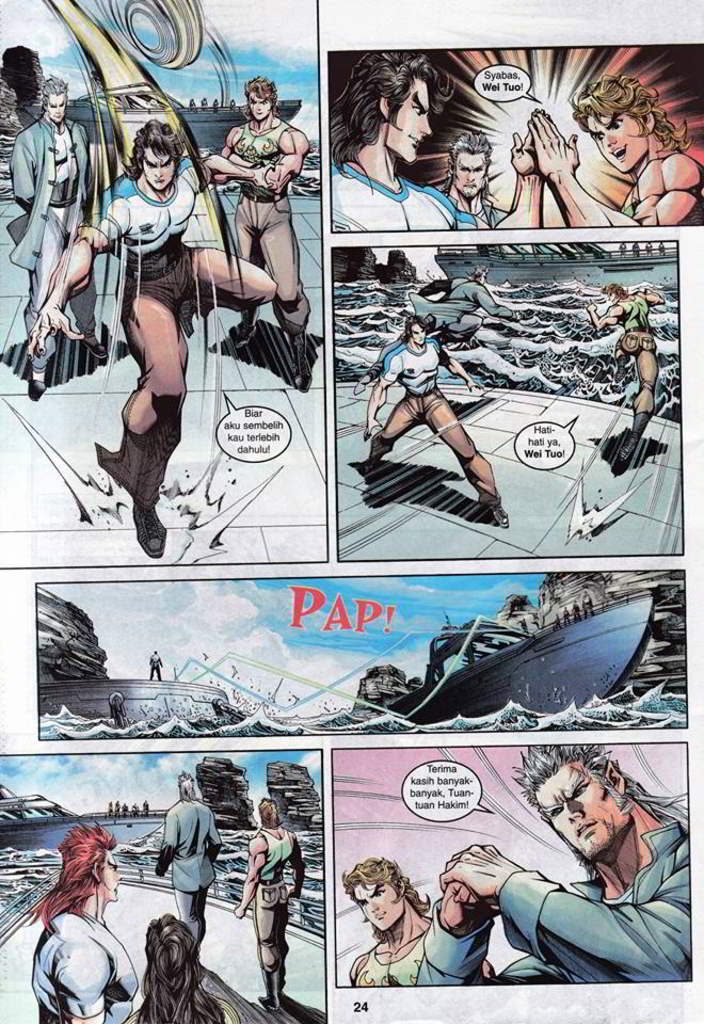 Biar
aku sembelih
kau terlebih
dahulu!
Syabas,
Wei Tuo!
Hati-
hati ya,
Wei Tuo!
PAP!
Terima
kasih banyak-
banyak, Tuan-
tuan Hakim!
24